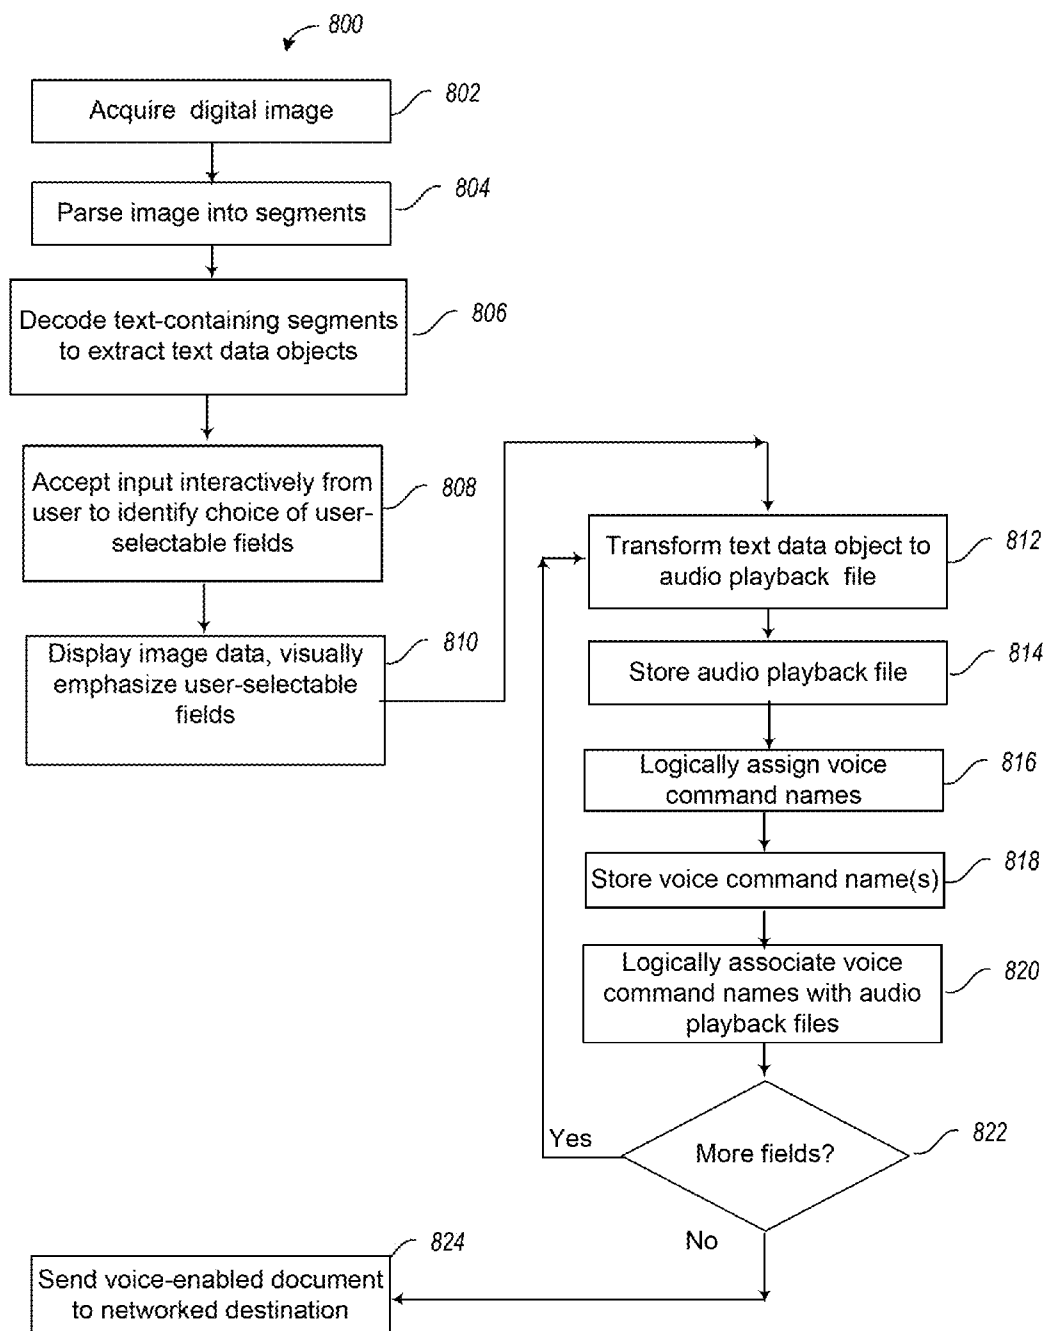 800
Acquire digital image
802
Parse image into segments
804
Decode text-containing segments
to extract text data objects
806
Accept input interactively from
user to identify choice of user-
selectable fields
808
Display image data, visually
emphasize user-selectable
fields
810
Transform text data object to
audio playback file
812
Store audio playback file
814
Logically assign voice
command names
816
Store voice command name(s)
818
Logically associate voice
command names with audio
playback files
820
More fields?
822
Yes
No
Send voice-enabled document
to networked destination
824